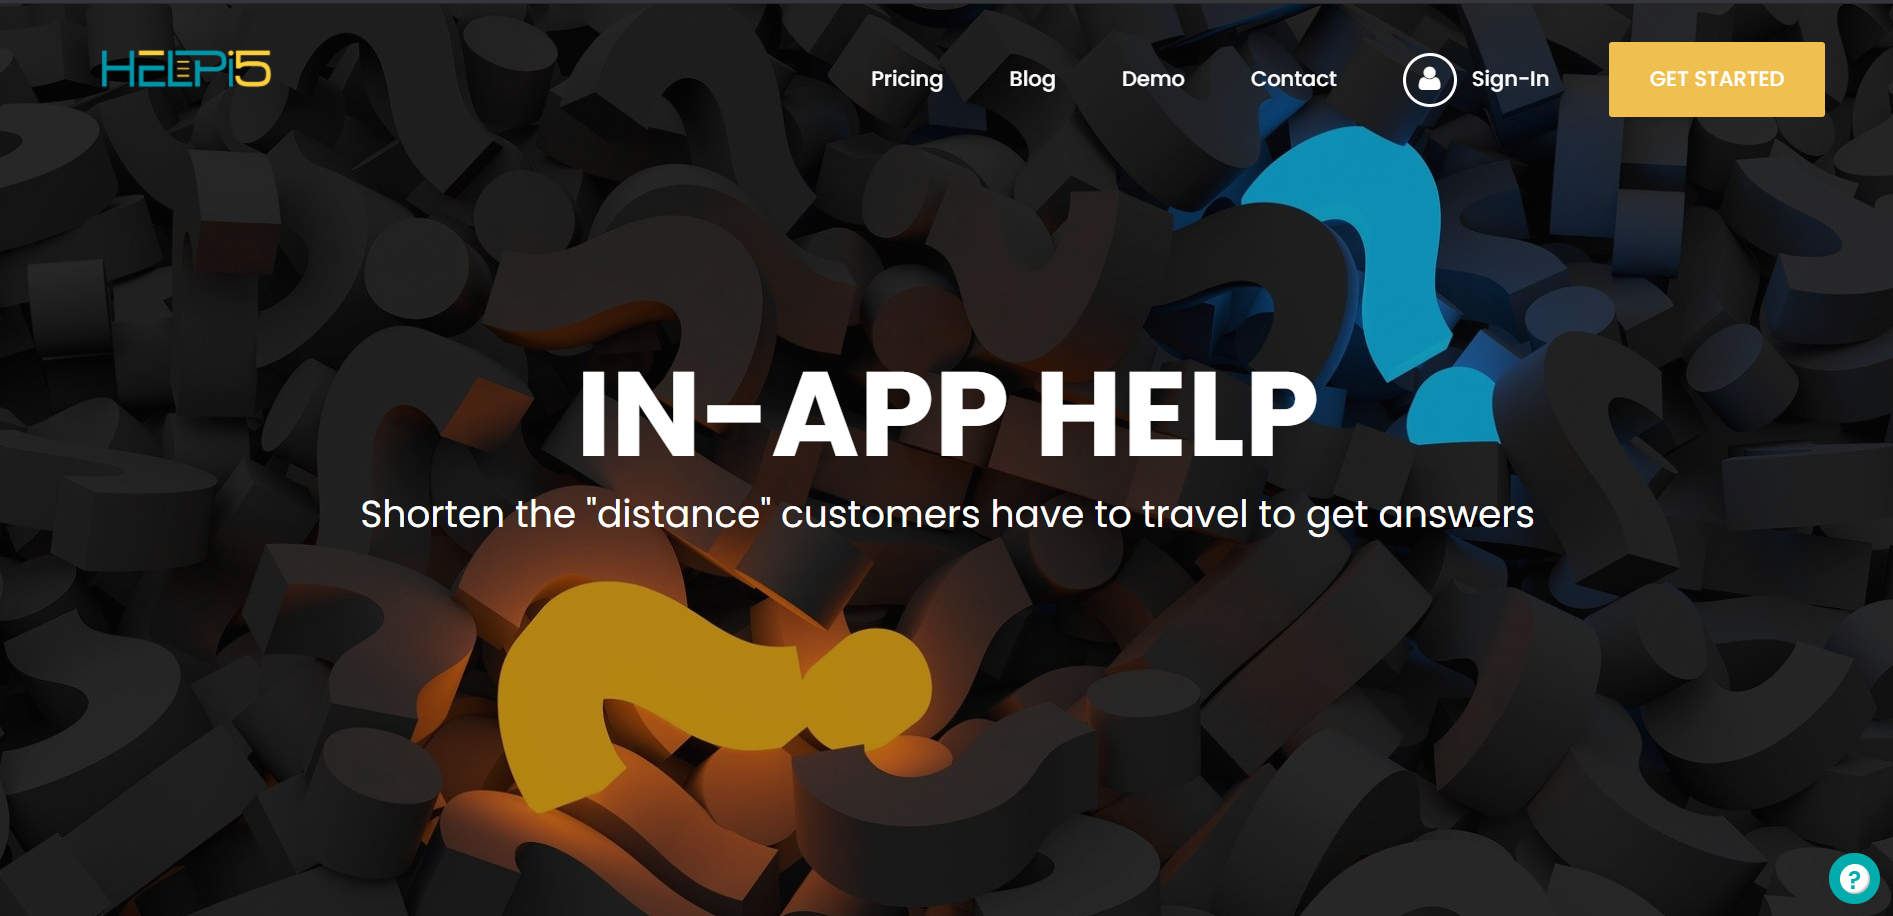 HELPi5
Pricing
Blog
Demo
Contact
Sign-In
GET STARTED
IN-APP HELP
Shorten the "distance" customers have to travel to get answers
?